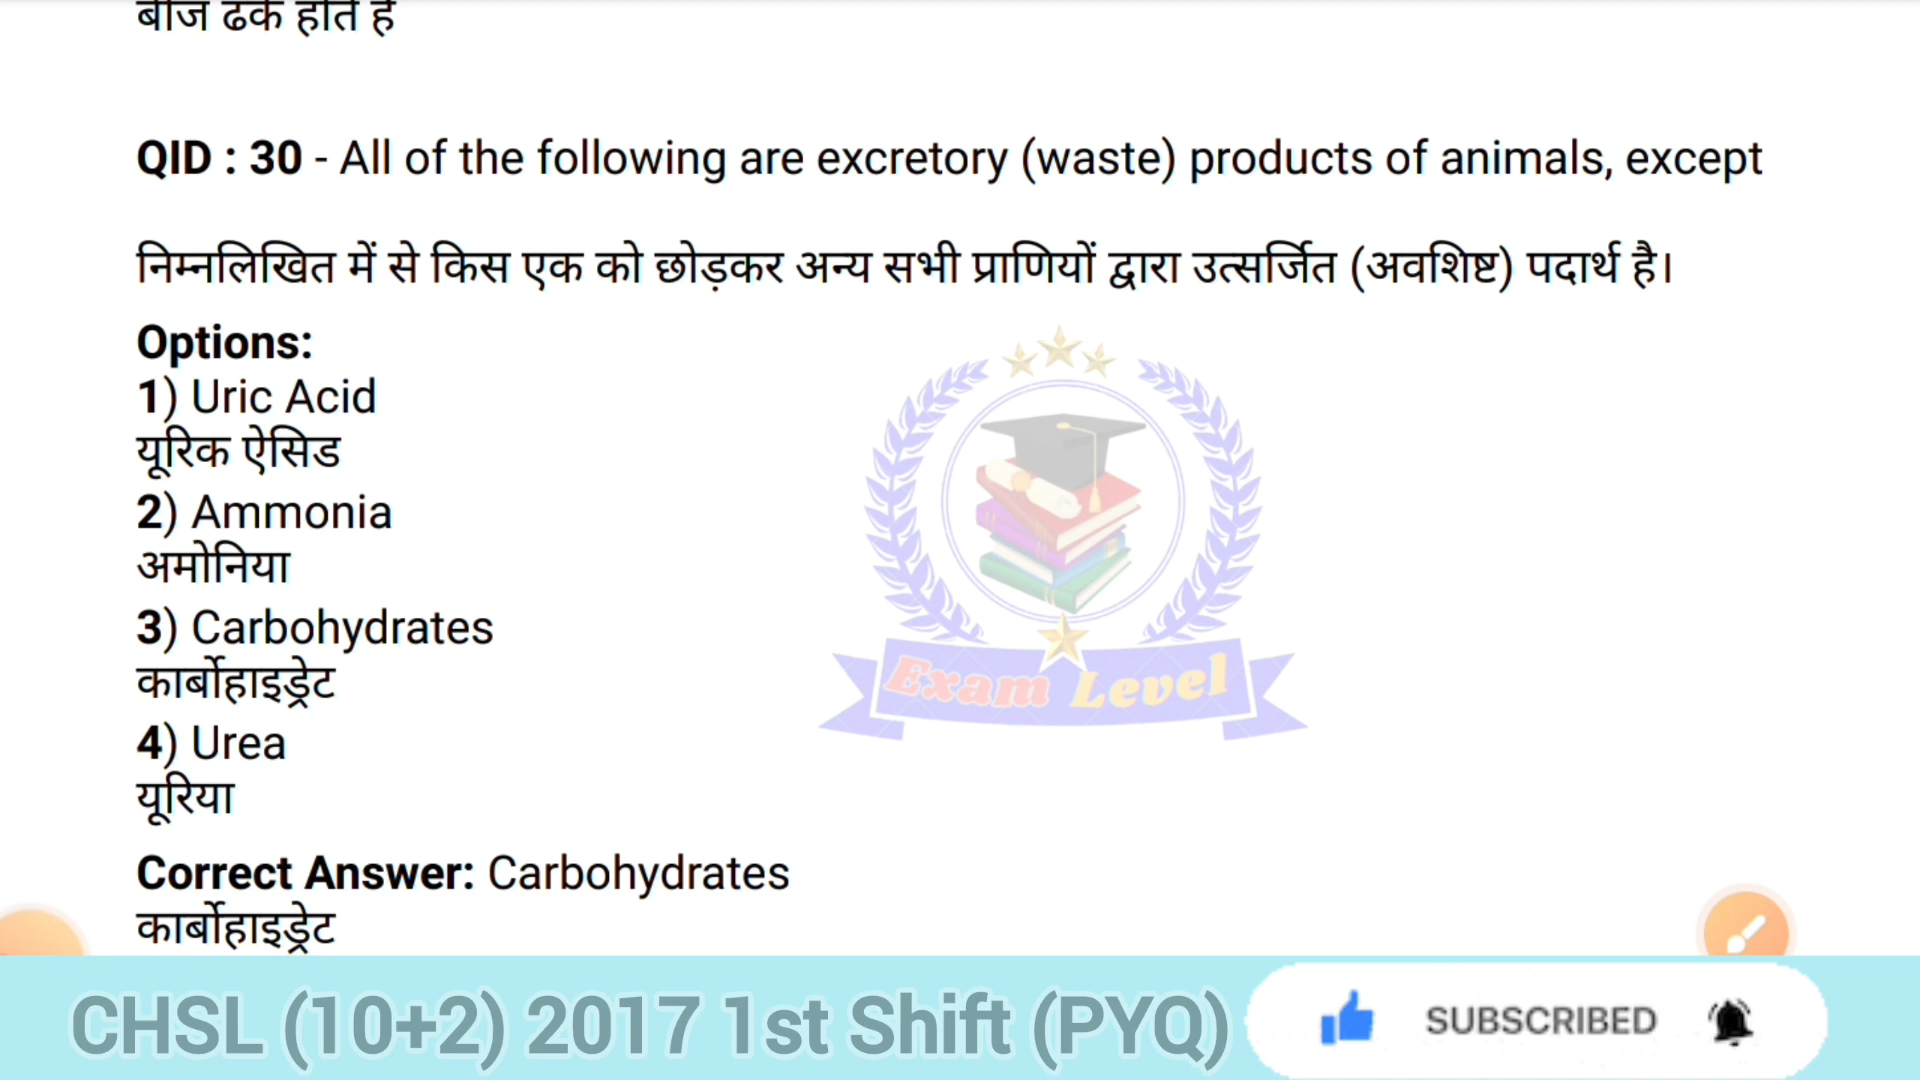 बीज ढके होते हैं
QID : 30 - All of the following are excretory (waste) products of animals, except
निम्नलिखित में से किस एक को छोड़कर अन्य सभी प्राणियों द्वारा उत्सर्जित (अवशिष्ट) पदार्थ है।
Options:
1) Uric Acid
यूरिक ऐसिड
2) Ammonia
अमोनिया
3) Carbohydrates
कार्बोहाइड्रेट
4) Urea
यूरिया
Exam Level
Correct Answer: Carbohydrates
कार्बोहाइड्रेट
CHSL (10+2) 2017 1st Shift (PYQ)
SUBSCRIBED